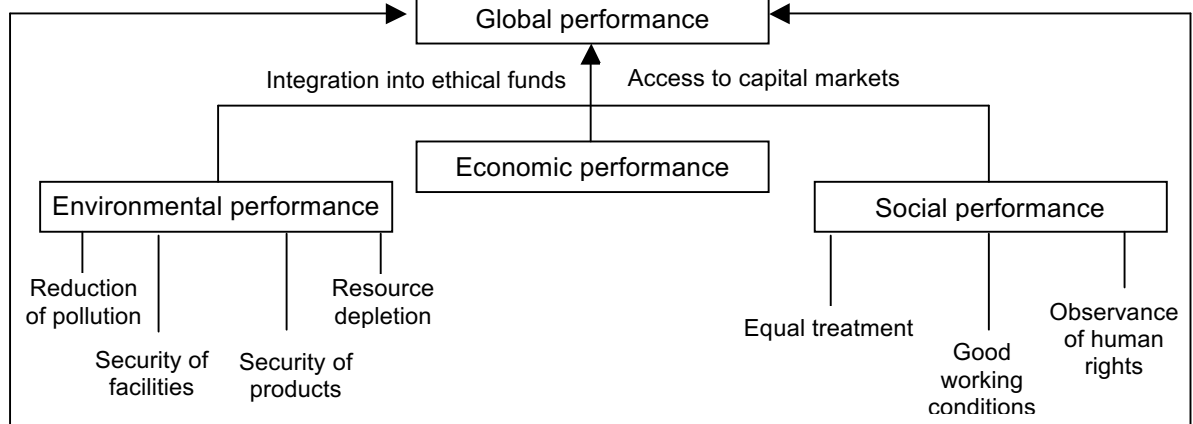 Global performance
Integration into ethical funds
Access to capital markets
Economic performance
Environmental performance
Social performance
Reduction
of pollution
Security of
facilities
Security of
products
Resource
depletion
Equal treatment
Good
working
conditions
Observance
of human
rights